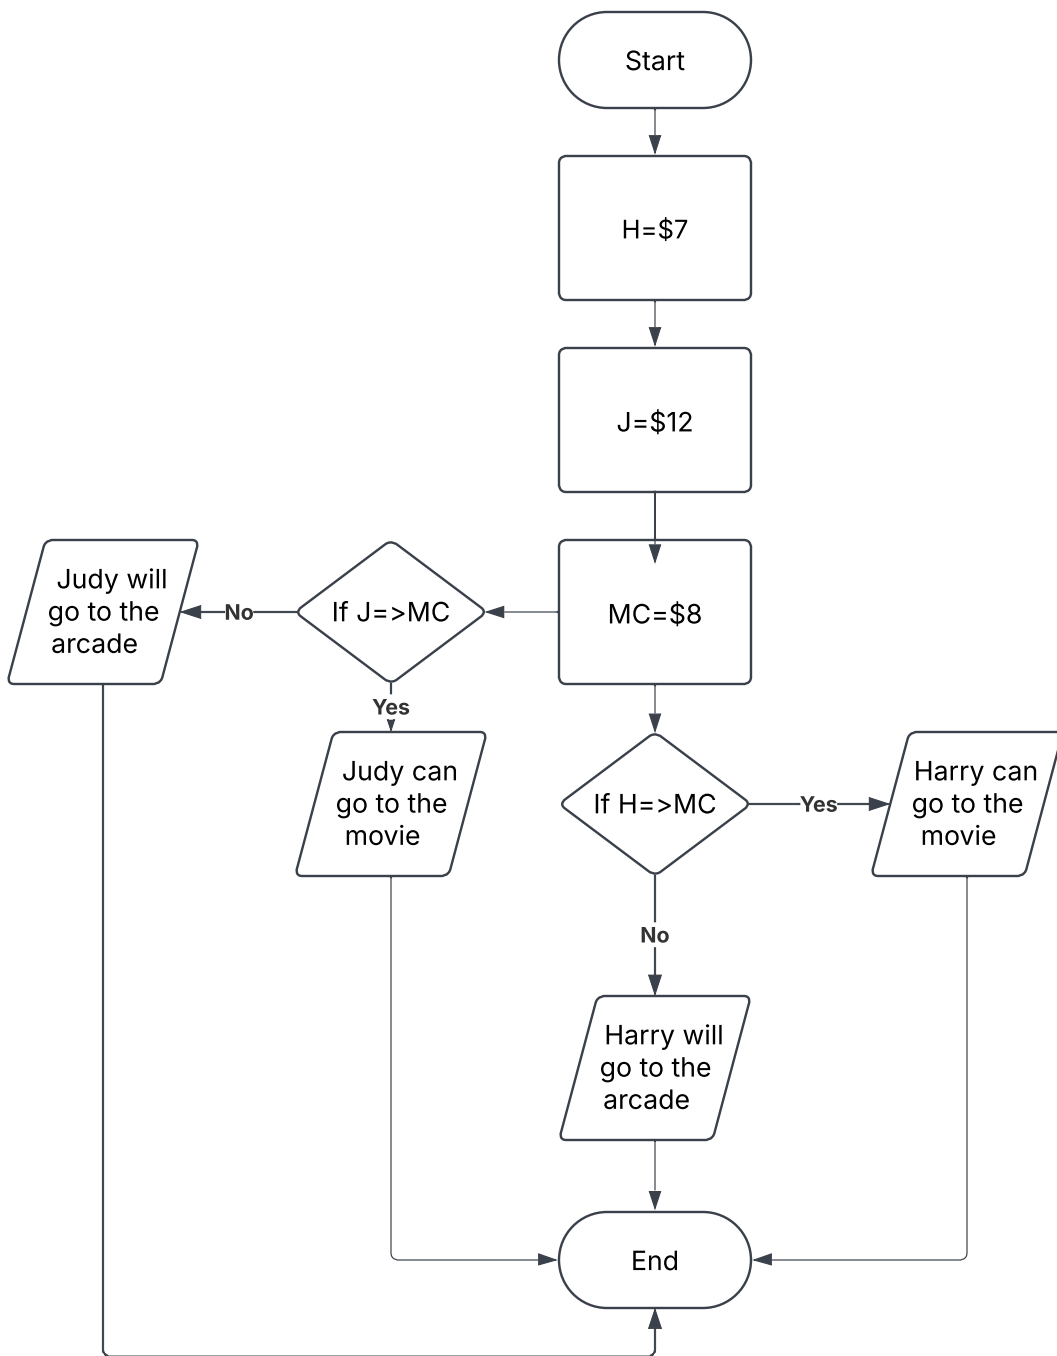 Start
H=$7
J=$12
MC=$8
If J=>MC
No
Judy will
go to the
arcade
Yes
Judy can
go to the
movie
If H=>MC
Yes
Harry can
go to the
movie
No
Harry will
go to the
arcade
End